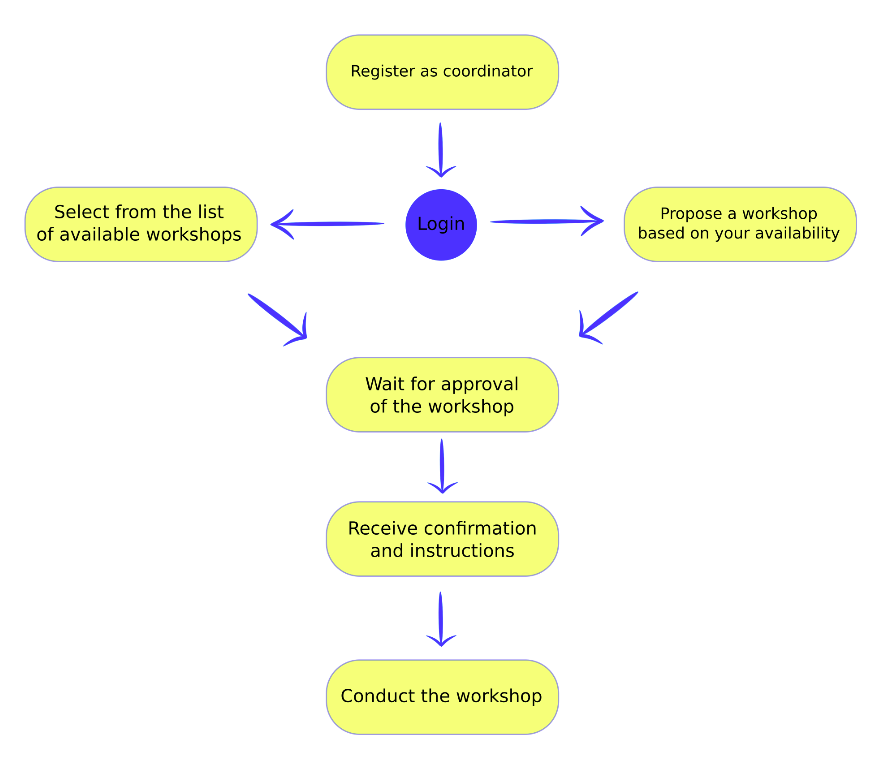 Register as coordinator
Select from the list
of available workshops
Login
Propose a workshop
based on your availability
Wait for approval
of the workshop
Receive confirmation
and instructions
Conduct the workshop